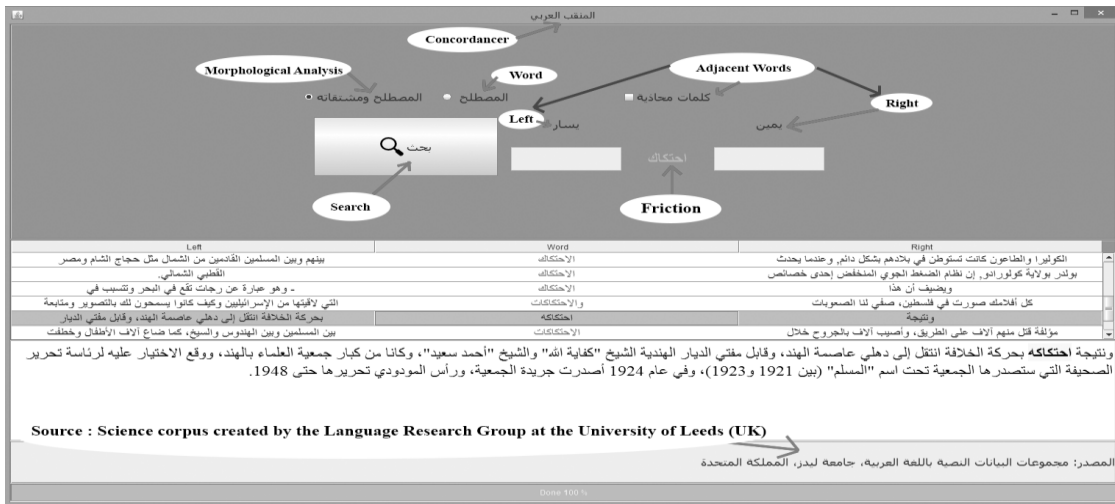 المنقب العربي
Concordancer
Morphological Analysis
Word
Adjacent Words
المصطلح ومشتقاته
المصطلح
كلمات محاذية
Right
Left
يسار
يمين
بحث
احتكاك
Search
Friction
Left Word Right
الكوليرا والطاعون كانت تستوطن في بلادهم بشكل دائم, وعندما يحدث الاحتكاك بينهم وبين المسلمين القادمين من الشمال مثل حجاج الشام ومصر
بولدر بولاية كولورادو, إن نظام الضغط الجوي المنخفض إحدى خصائص الاحتكاك القطبي الشمالي.
ويضيف أن هذا الاحتكاك - وهو عبارة عن رجات تقع في البحر وتتسبب في
كل أفلامك صورت في فلسطين، صفي لنا الصعوبات والاحتكاكات التي لاقيتها من الإسرائيليين وكيف كانوا يسمحون لك بالتصوير ومتابعة
ونتيجة احتكاكه بحركة الخلافة انتقل إلى دهلي عاصمة الهند، وقابل مفتي الديار
مؤلفة قتل منهم آلاف على الطريق، وأصيب آلاف بالجروح خلال الاحتكاكات بين المسلمين وبين الهندوس والسيخ، كما ضاع آلاف الأطفال وخطفت
ونتيجة احتكاكه بحركة الخلافة انتقل إلى دهلي عاصمة الهند، وقابل مفتي الديار الهندية الشيخ "كفاية الله" والشيخ "أحمد سعيد"، وكانا من كبار جمعية العلماء بالهند، ووقع الاختيار عليه لرئاسة تحرير
الصحيفة التي ستصدرها الجمعية تحت اسم "المسلم" (بين 1921 و1923)، وفي عام 1924 أصدرت جريدة الجمعية، ورأس المودودي تحريرها حتى 1948.
Source : Science corpus created by the Language Research Group at the University of Leeds (UK)
المصدر: مجموعات البيانات النصية باللغة العربية، جامعة ليدز، المملكة المتحدة
Done 100 %